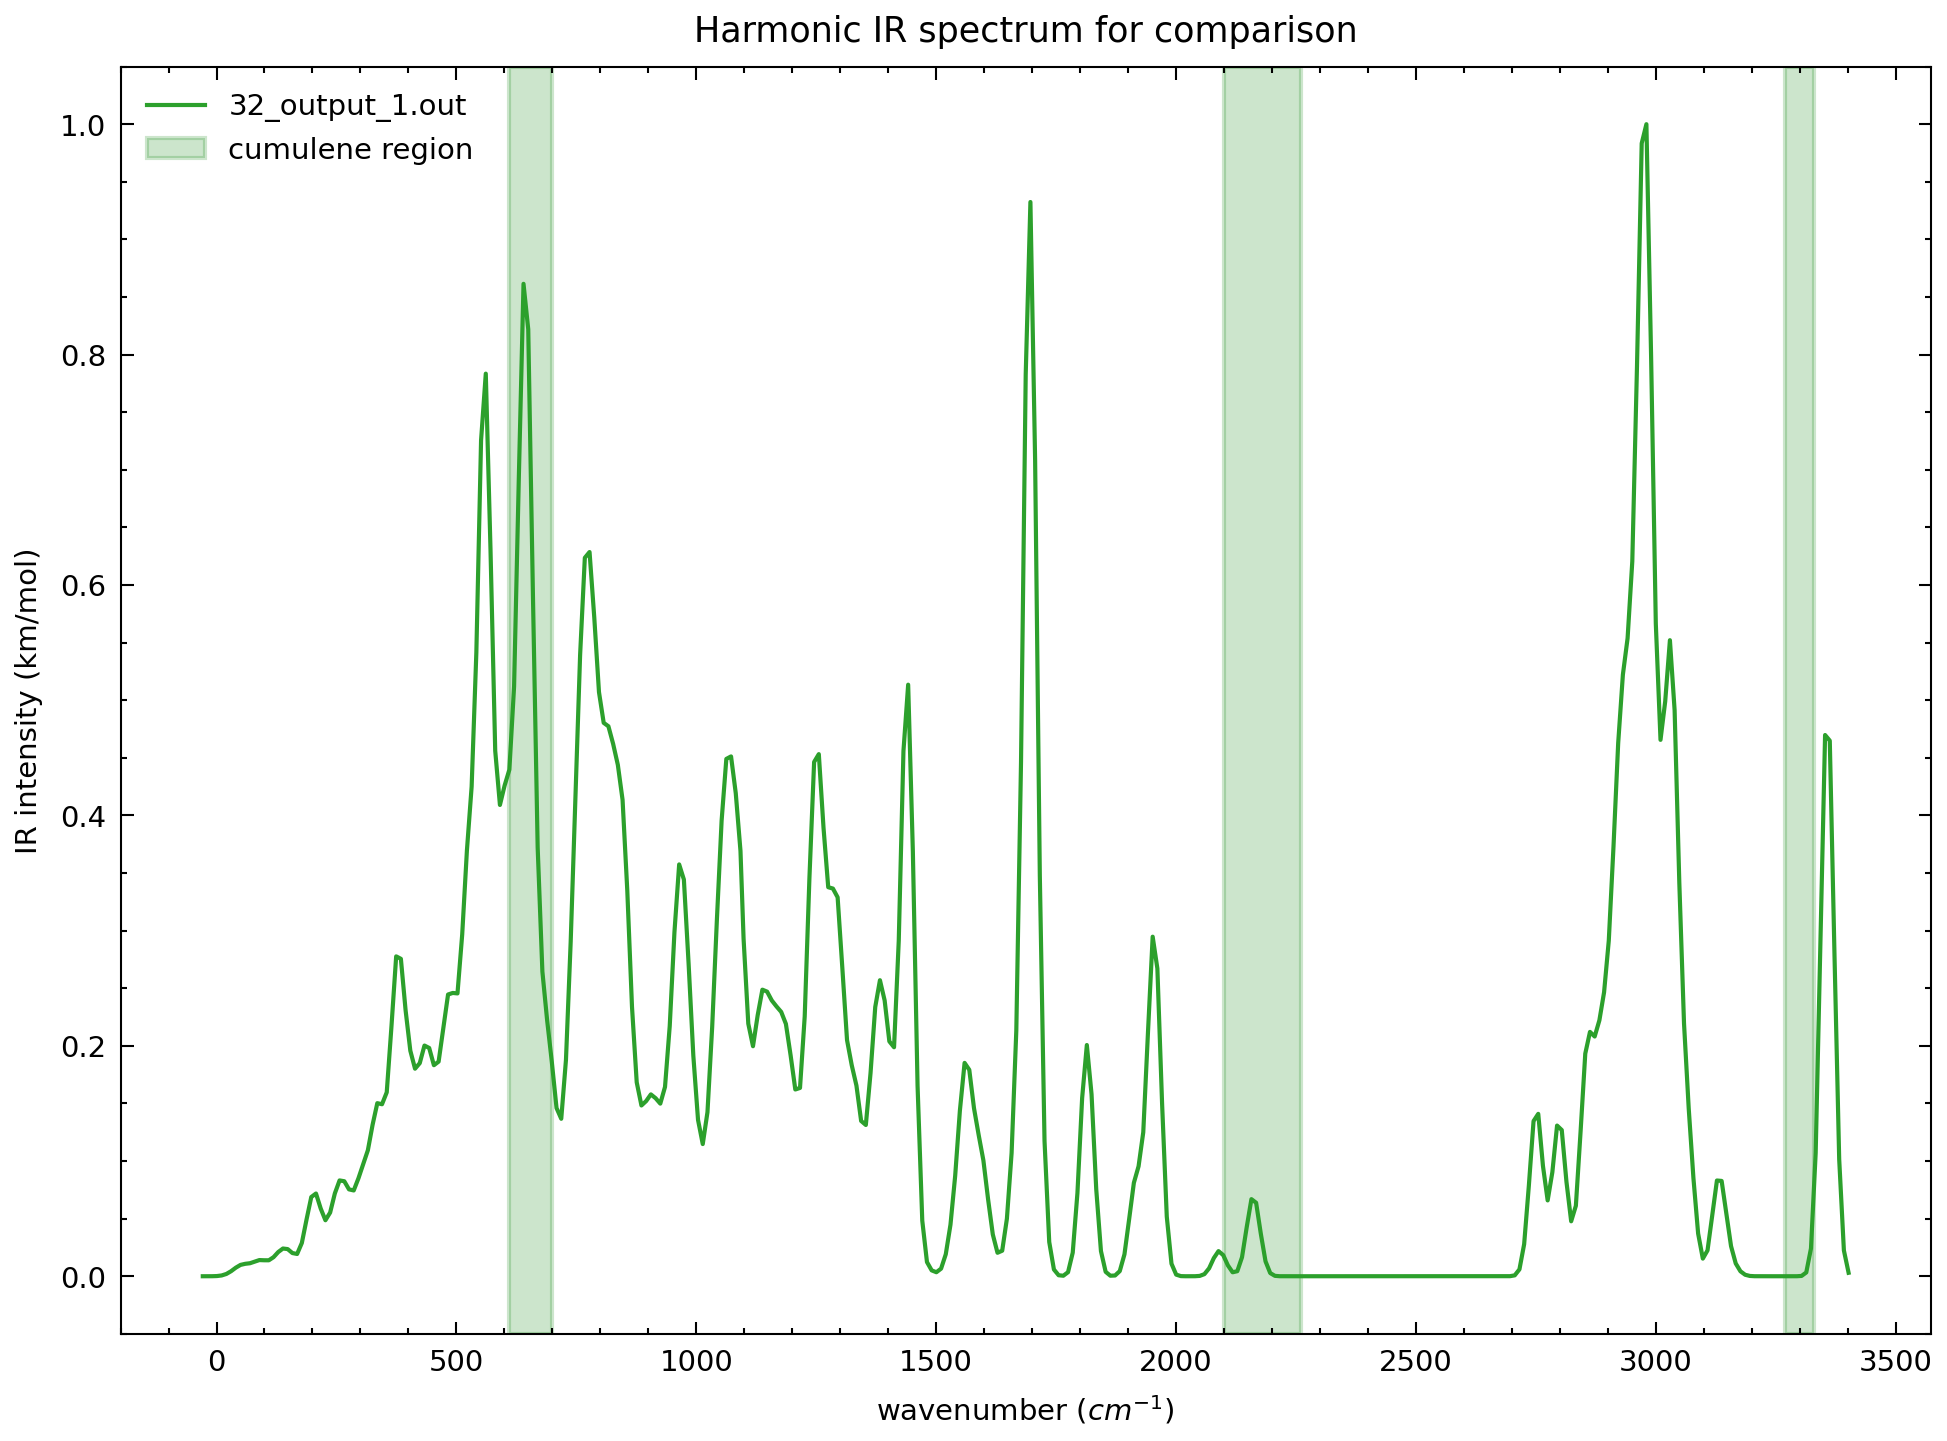 Harmonic IR spectrum for comparison
32_output_1.out
cumulene region
IR intensity (km/mol)
1.0
0.8
0.6
0.4
0.2
0.0
0 500 1000 1500 2000 2500 3000 3500
wavenumber (cm⁻¹)